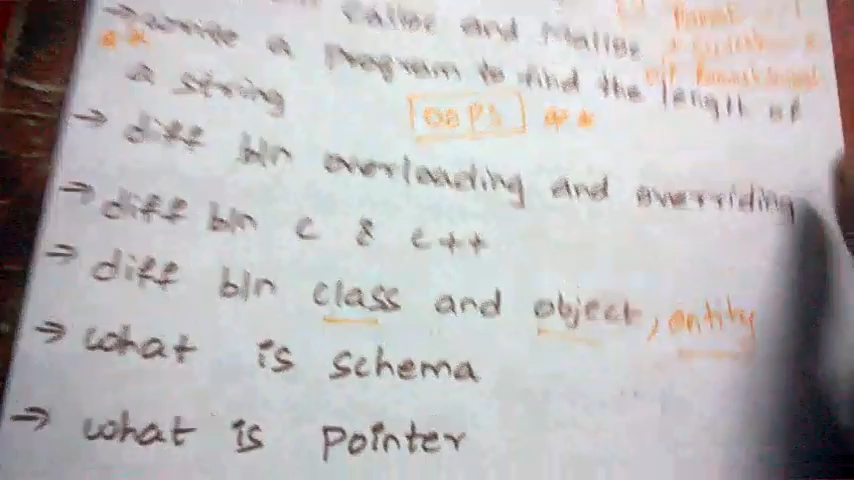 calloc and Malloc
→ write a Program to find the length of
a string
OOPS
→ diff b/n overloading and overriding
→ diff b/n c & c++
→ diff b/n class and object, entity
→ what is schema
→ what is pointer